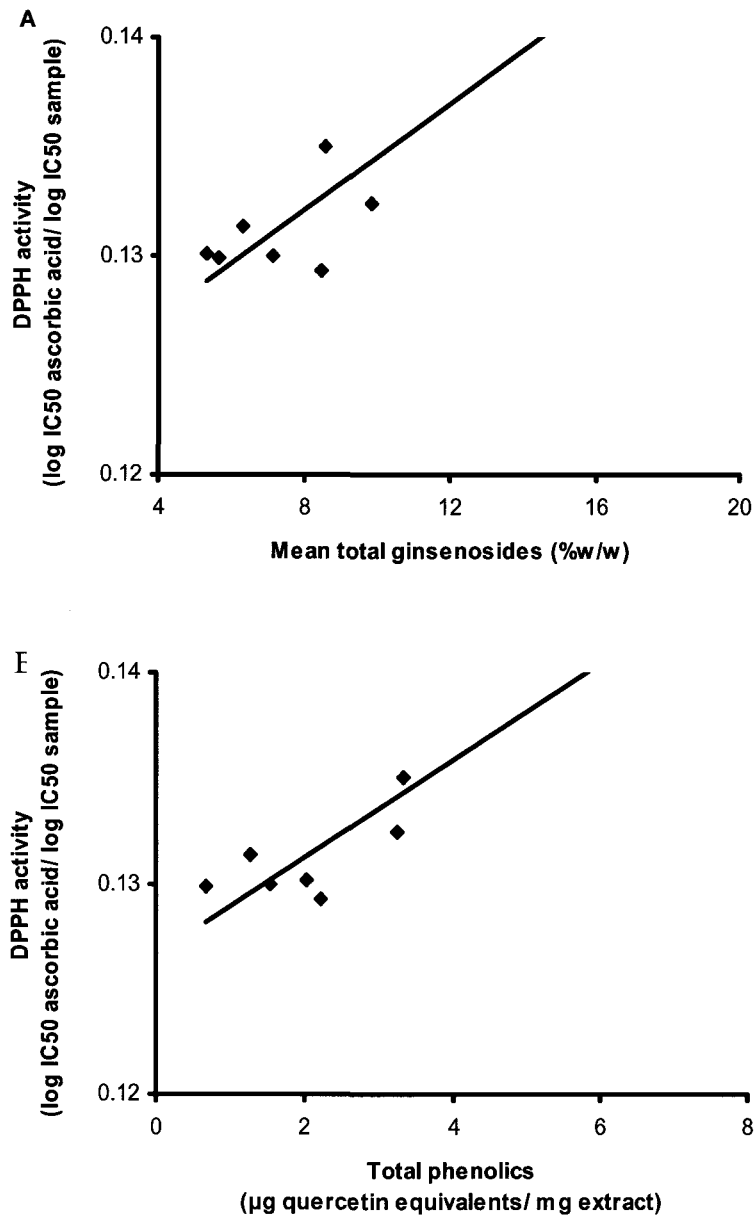 A
0.14
0.13
0.12
DPPH activity
(log IC50 ascorbic acid/ log IC50 sample)
4 8 12 16 20
Mean total ginsenosides (%w/w)
0.14
0.13
0.12
DPPH activity
(log IC50 ascorbic acid/ log IC50 sample)
0 2 4 6 8
Total phenolics
(µg quercetin equivalents/ mg extract)